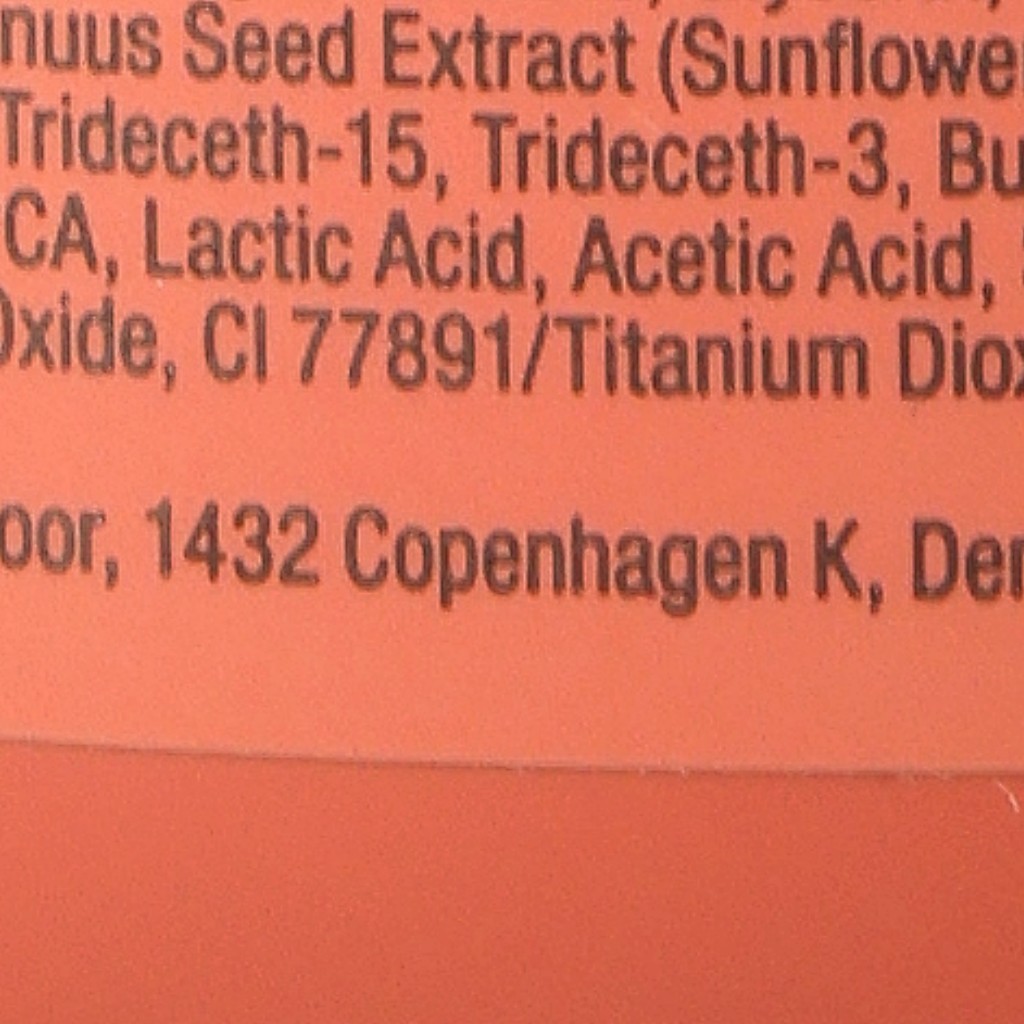 nuus Seed Extract (Sunflowe
Trideceth-15, Trideceth-3, Bu
CA, Lactic Acid, Acetic Acid,
Oxide, CI 77891/Titanium Diox
oor, 1432 Copenhagen K, Den